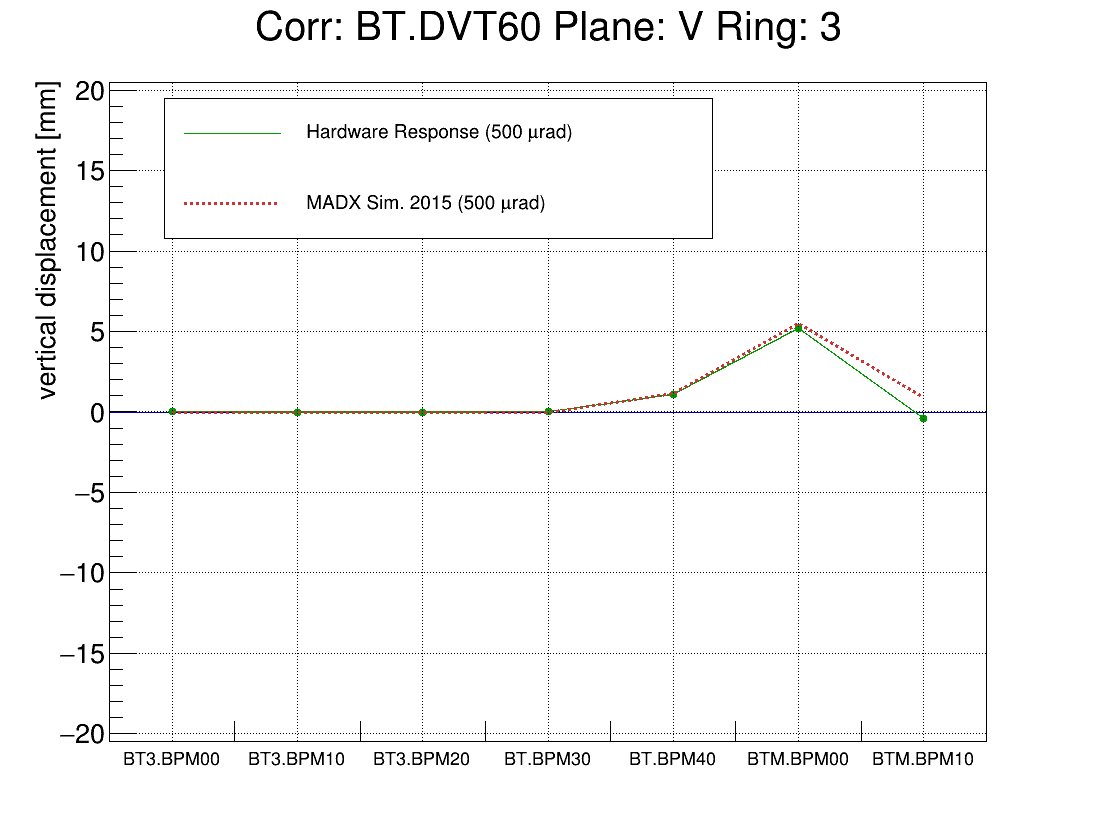 Corr: BT.DVT60 Plane: V Ring: 3
vertical displacement [mm]
20
15
10
5
0
−5
−10
−15
−20
Hardware Response (500 μrad)
MADX Sim. 2015 (500 μrad)
BT3.BPM00 BT3.BPM10 BT3.BPM20 BT.BPM30 BT.BPM40 BTM.BPM00 BTM.BPM10